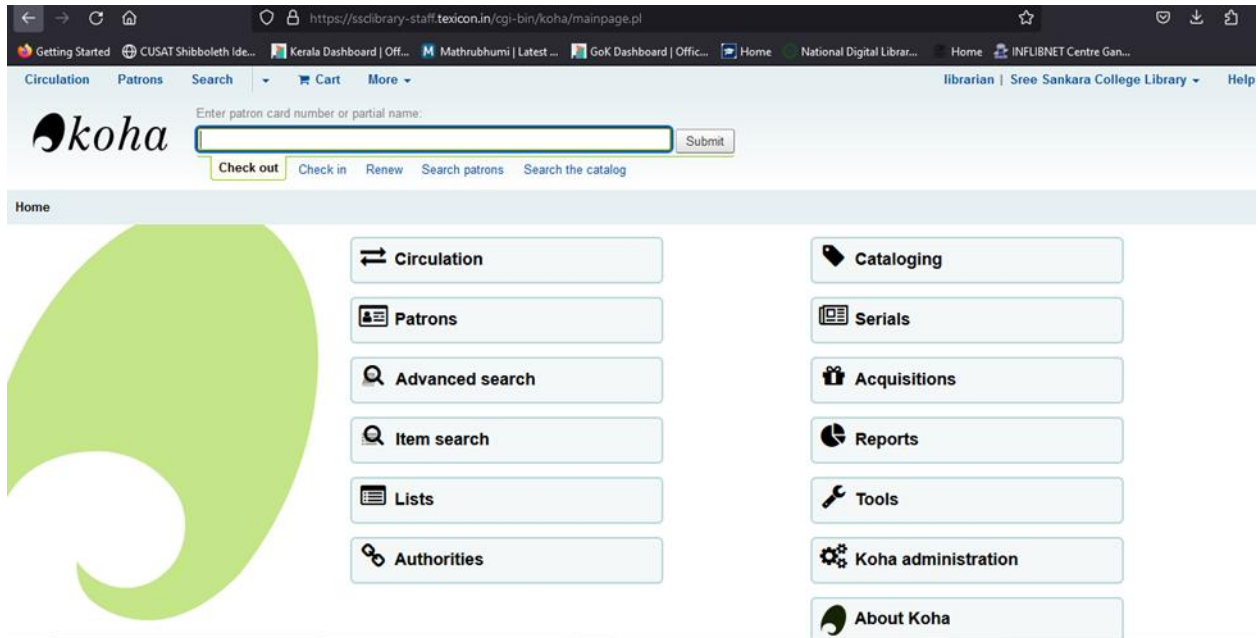 https://ssclibrary-staff.texicon.in/cgi-bin/koha/mainpage.pl
Getting Started CUSAT Shibboleth Ide... Kerala Dashboard | Off... Mathrubhumi | Latest ... GoK Dashboard | Offic... Home National Digital Librar... Home INFLIBNET Centre Gan...
Circulation Patrons Search Cart More librarian | Sree Sankara College Library Help
Enter patron card number or partial name:
koha
Submit
Check out Check in Renew Search patrons Search the catalog
Home
Circulation
Patrons
Advanced search
Item search
Lists
Authorities
Cataloging
Serials
Acquisitions
Reports
Tools
Koha administration
About Koha